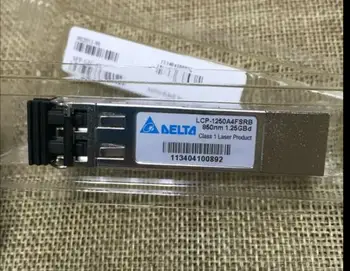 DELTA
LCP-1250A4FSRB
850nm 1.25GBd
Class 1 Laser Product
113404100892